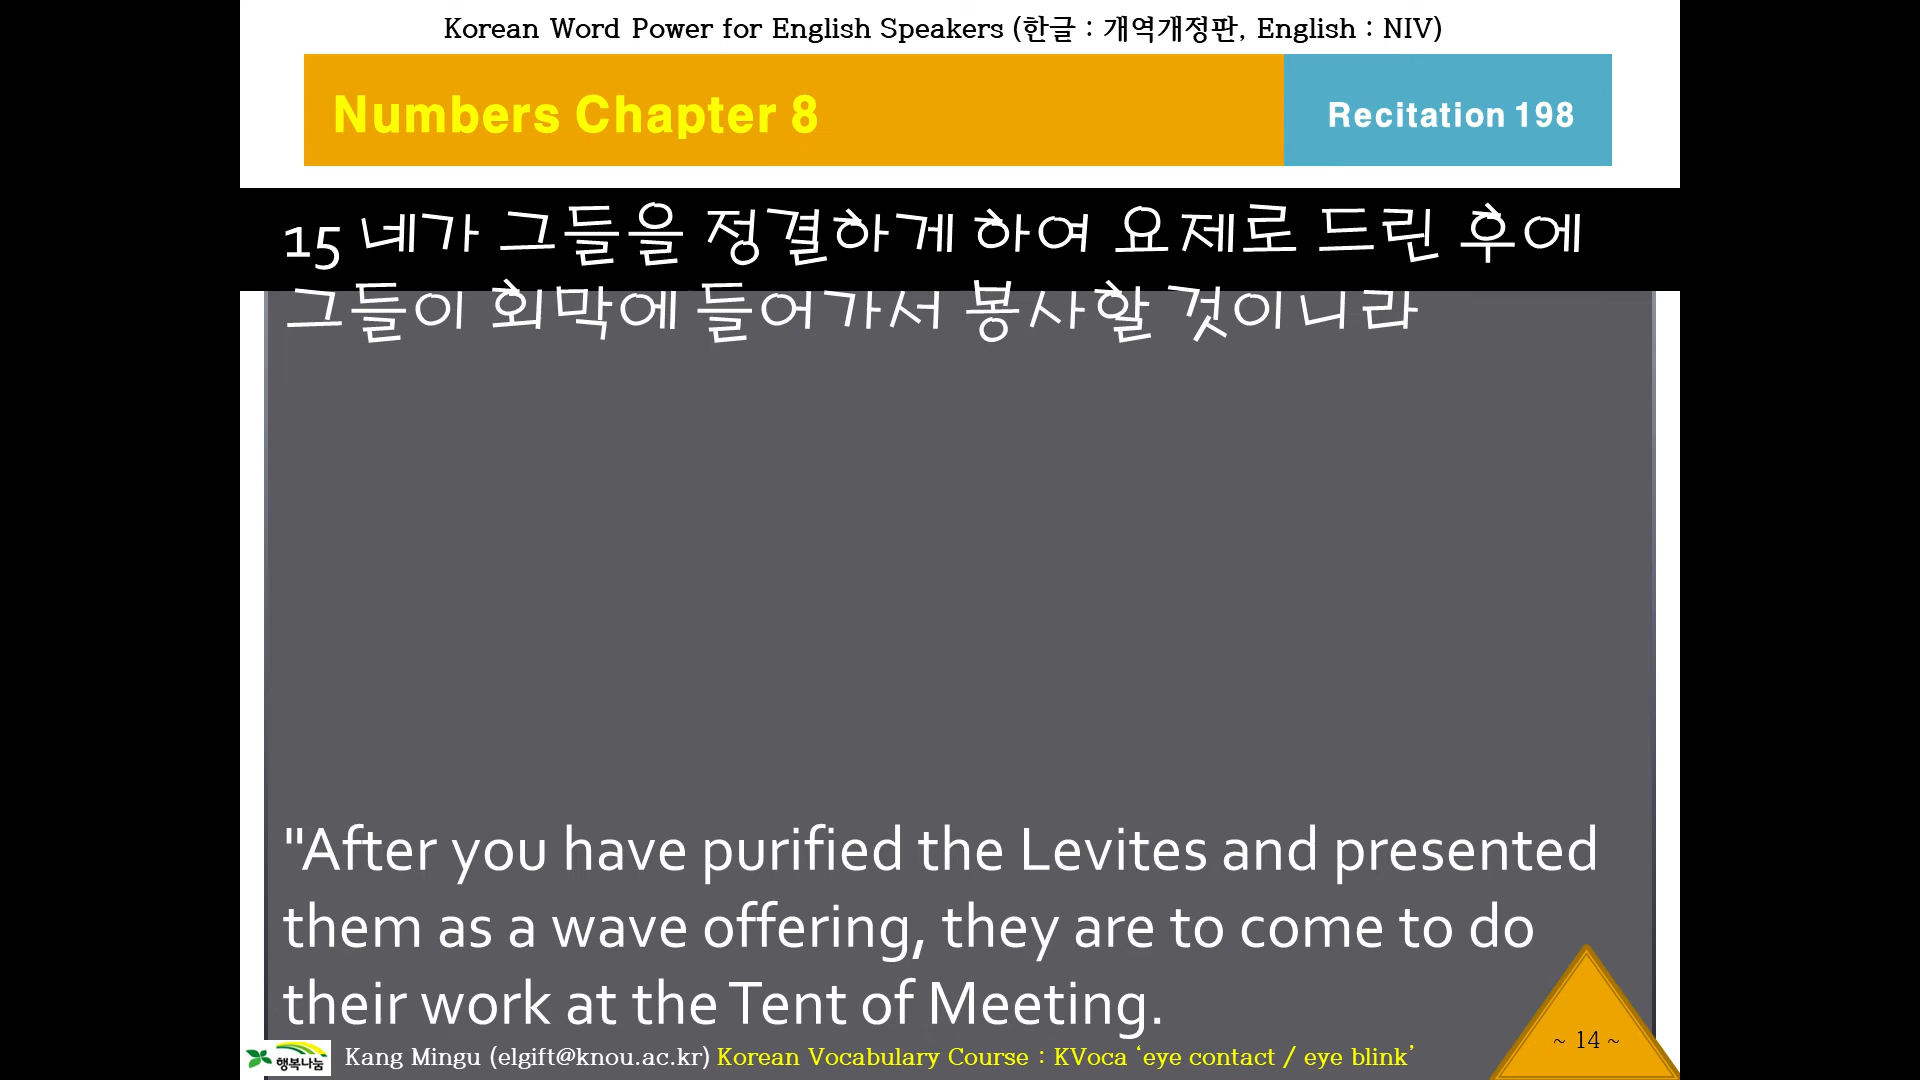 Korean Word Power for English Speakers (한글 : 개역개정판, English : NIV)
Numbers Chapter 8
Recitation 198
15 네가 그들을 정결하게 하여 요제로 드린 후에
그들이 회막에 들어가서 봉사할 것이니라
"After you have purified the Levites and presented
them as a wave offering, they are to come to do
their work at the Tent of Meeting.
~ 14 ~
행복나눔
Kang Mingu (elgift@knou.ac.kr) Korean Vocabulary Course : KVoca ‘eye contact / eye blink’